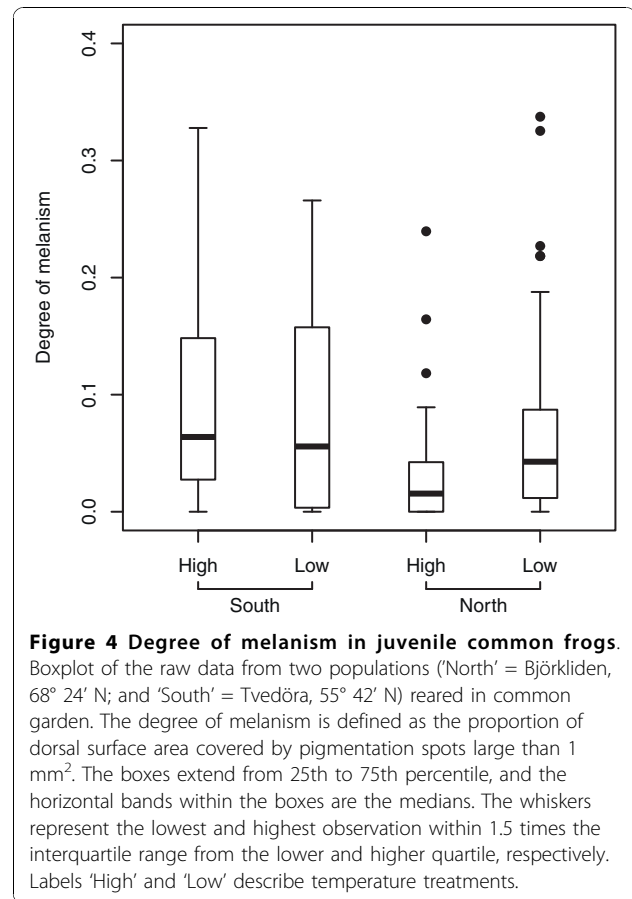 0.4
0.3
0.2
0.1
0.0
Degree of melanism
High Low High Low
South North
Figure 4 Degree of melanism in juvenile common frogs.
Boxplot of the raw data from two populations ('North' = Björkliden,
68° 24' N; and 'South' = Tvedöra, 55° 42' N) reared in common
garden. The degree of melanism is defined as the proportion of
dorsal surface area covered by pigmentation spots large than 1
mm². The boxes extend from 25th to 75th percentile, and the
horizontal bands within the boxes are the medians. The whiskers
represent the lowest and highest observation within 1.5 times the
interquartile range from the lower and higher quartile, respectively.
Labels 'High' and 'Low' describe temperature treatments.